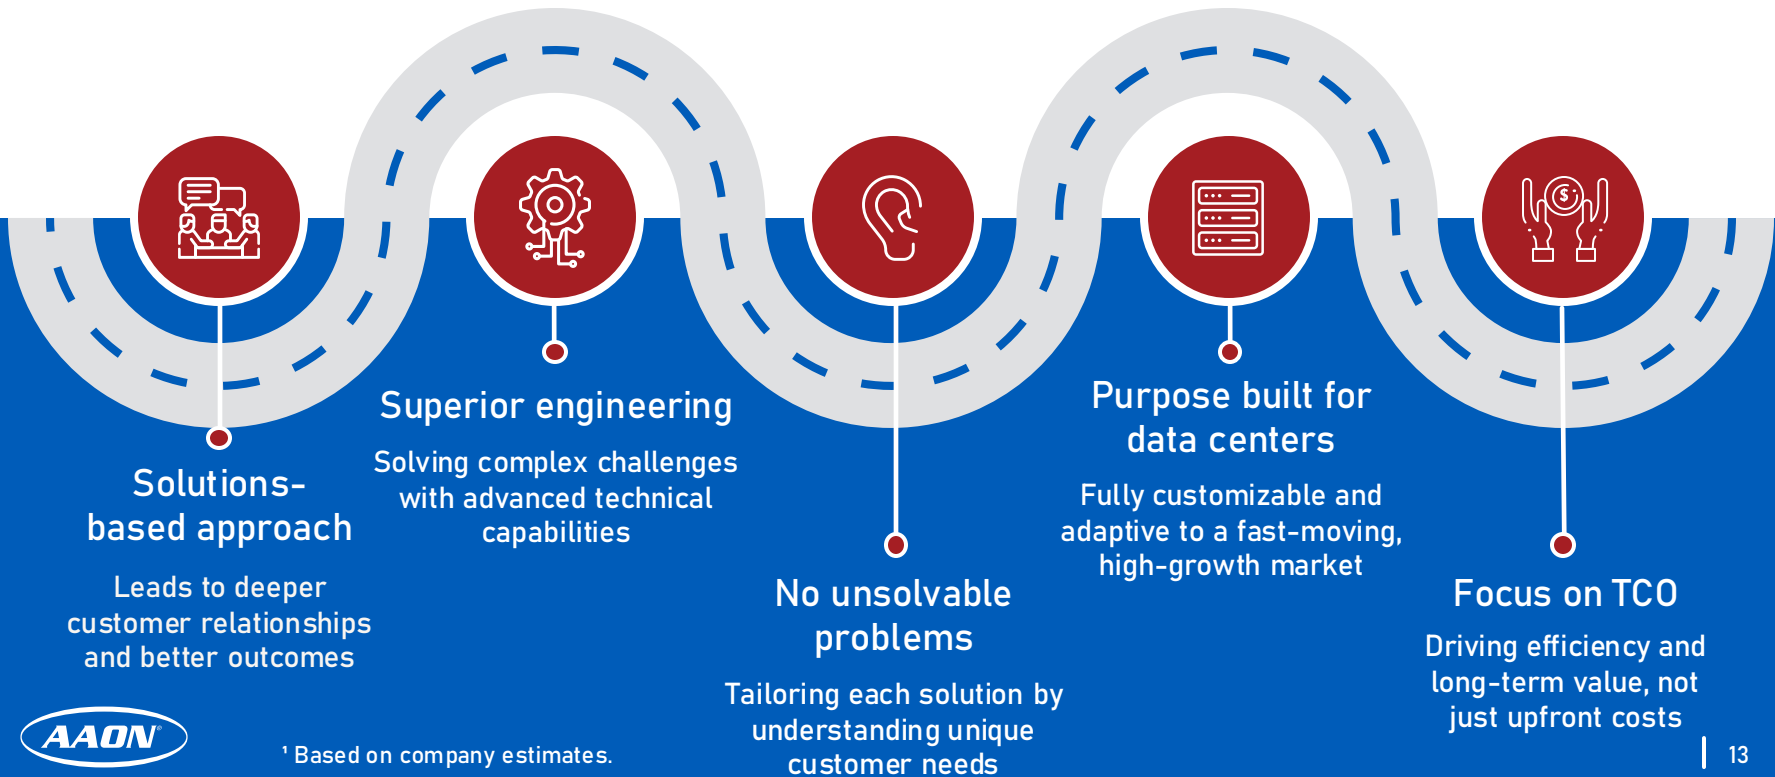 Solutions-
based approach
Leads to deeper
customer relationships
and better outcomes
Superior engineering
Solving complex challenges
with advanced technical
capabilities
No unsolvable
problems
Tailoring each solution by
understanding unique
customer needs
Purpose built for
data centers
Fully customizable and
adaptive to a fast-moving,
high-growth market
$
Focus on TCO
Driving efficiency and
long-term value, not
just upfront costs
AAON®
¹ Based on company estimates.
13